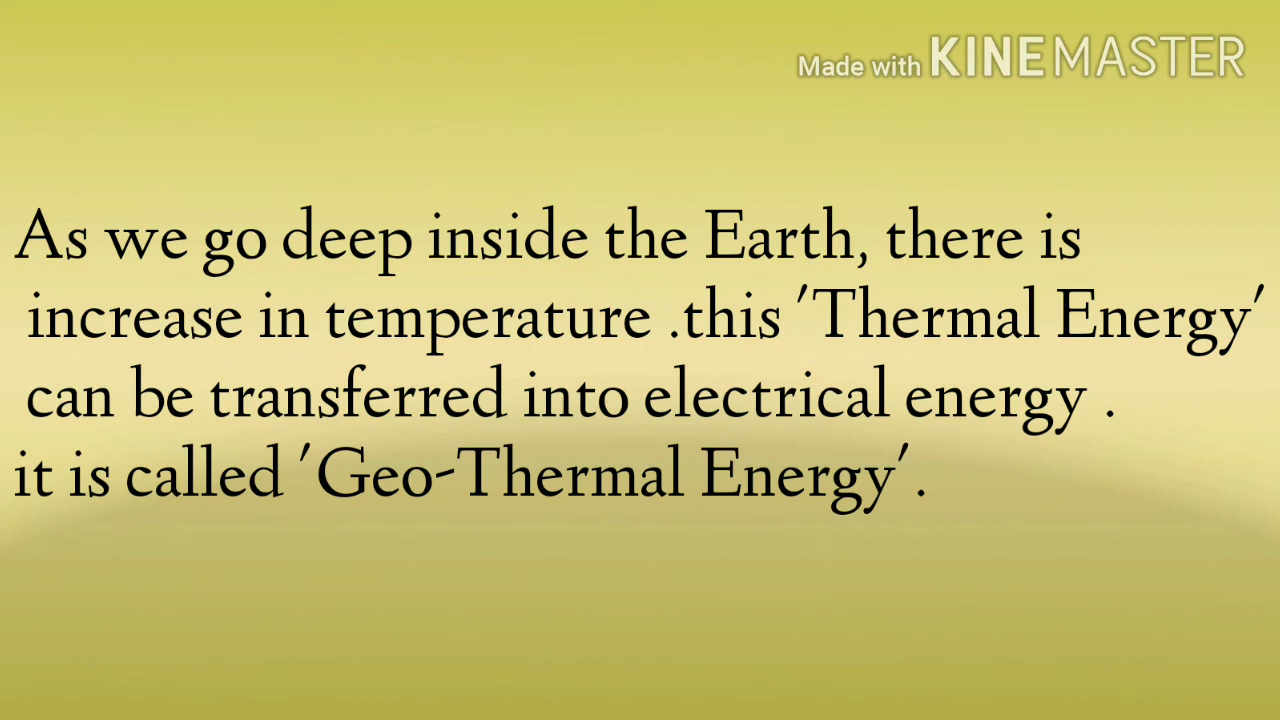 Made with KINEMASTER
As we go deep inside the Earth, there is
increase in temperature .this 'Thermal Energy'
can be transferred into electrical energy .
it is called 'Geo-Thermal Energy'.